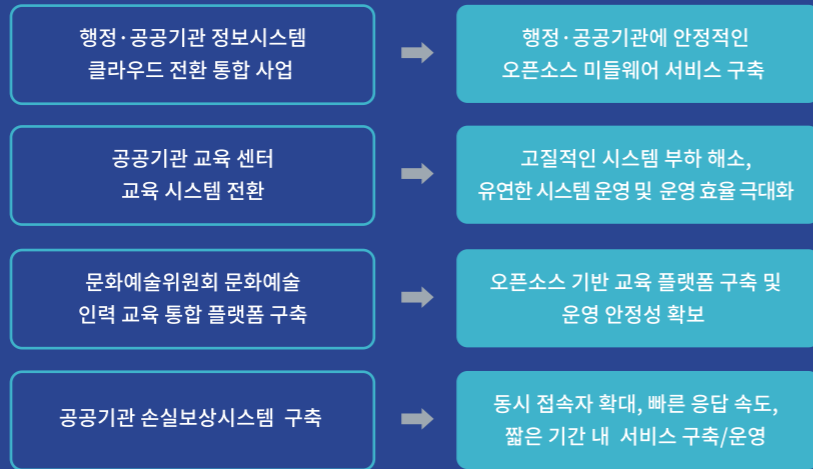 행정·공공기관 정보시스템
클라우드 전환 통합 사업
행정·공공기관에 안정적인
오픈소스 미들웨어 서비스 구축
공공기관 교육 센터
교육 시스템 전환
고질적인 시스템 부하 해소,
유연한 시스템 운영 및 운영 효율 극대화
문화예술위원회 문화예술
인력 교육 통합 플랫폼 구축
오픈소스 기반 교육 플랫폼 구축 및
운영 안정성 확보
공공기관 손실보상시스템 구축
동시 접속자 확대, 빠른 응답 속도,
짧은 기간 내 서비스 구축/운영